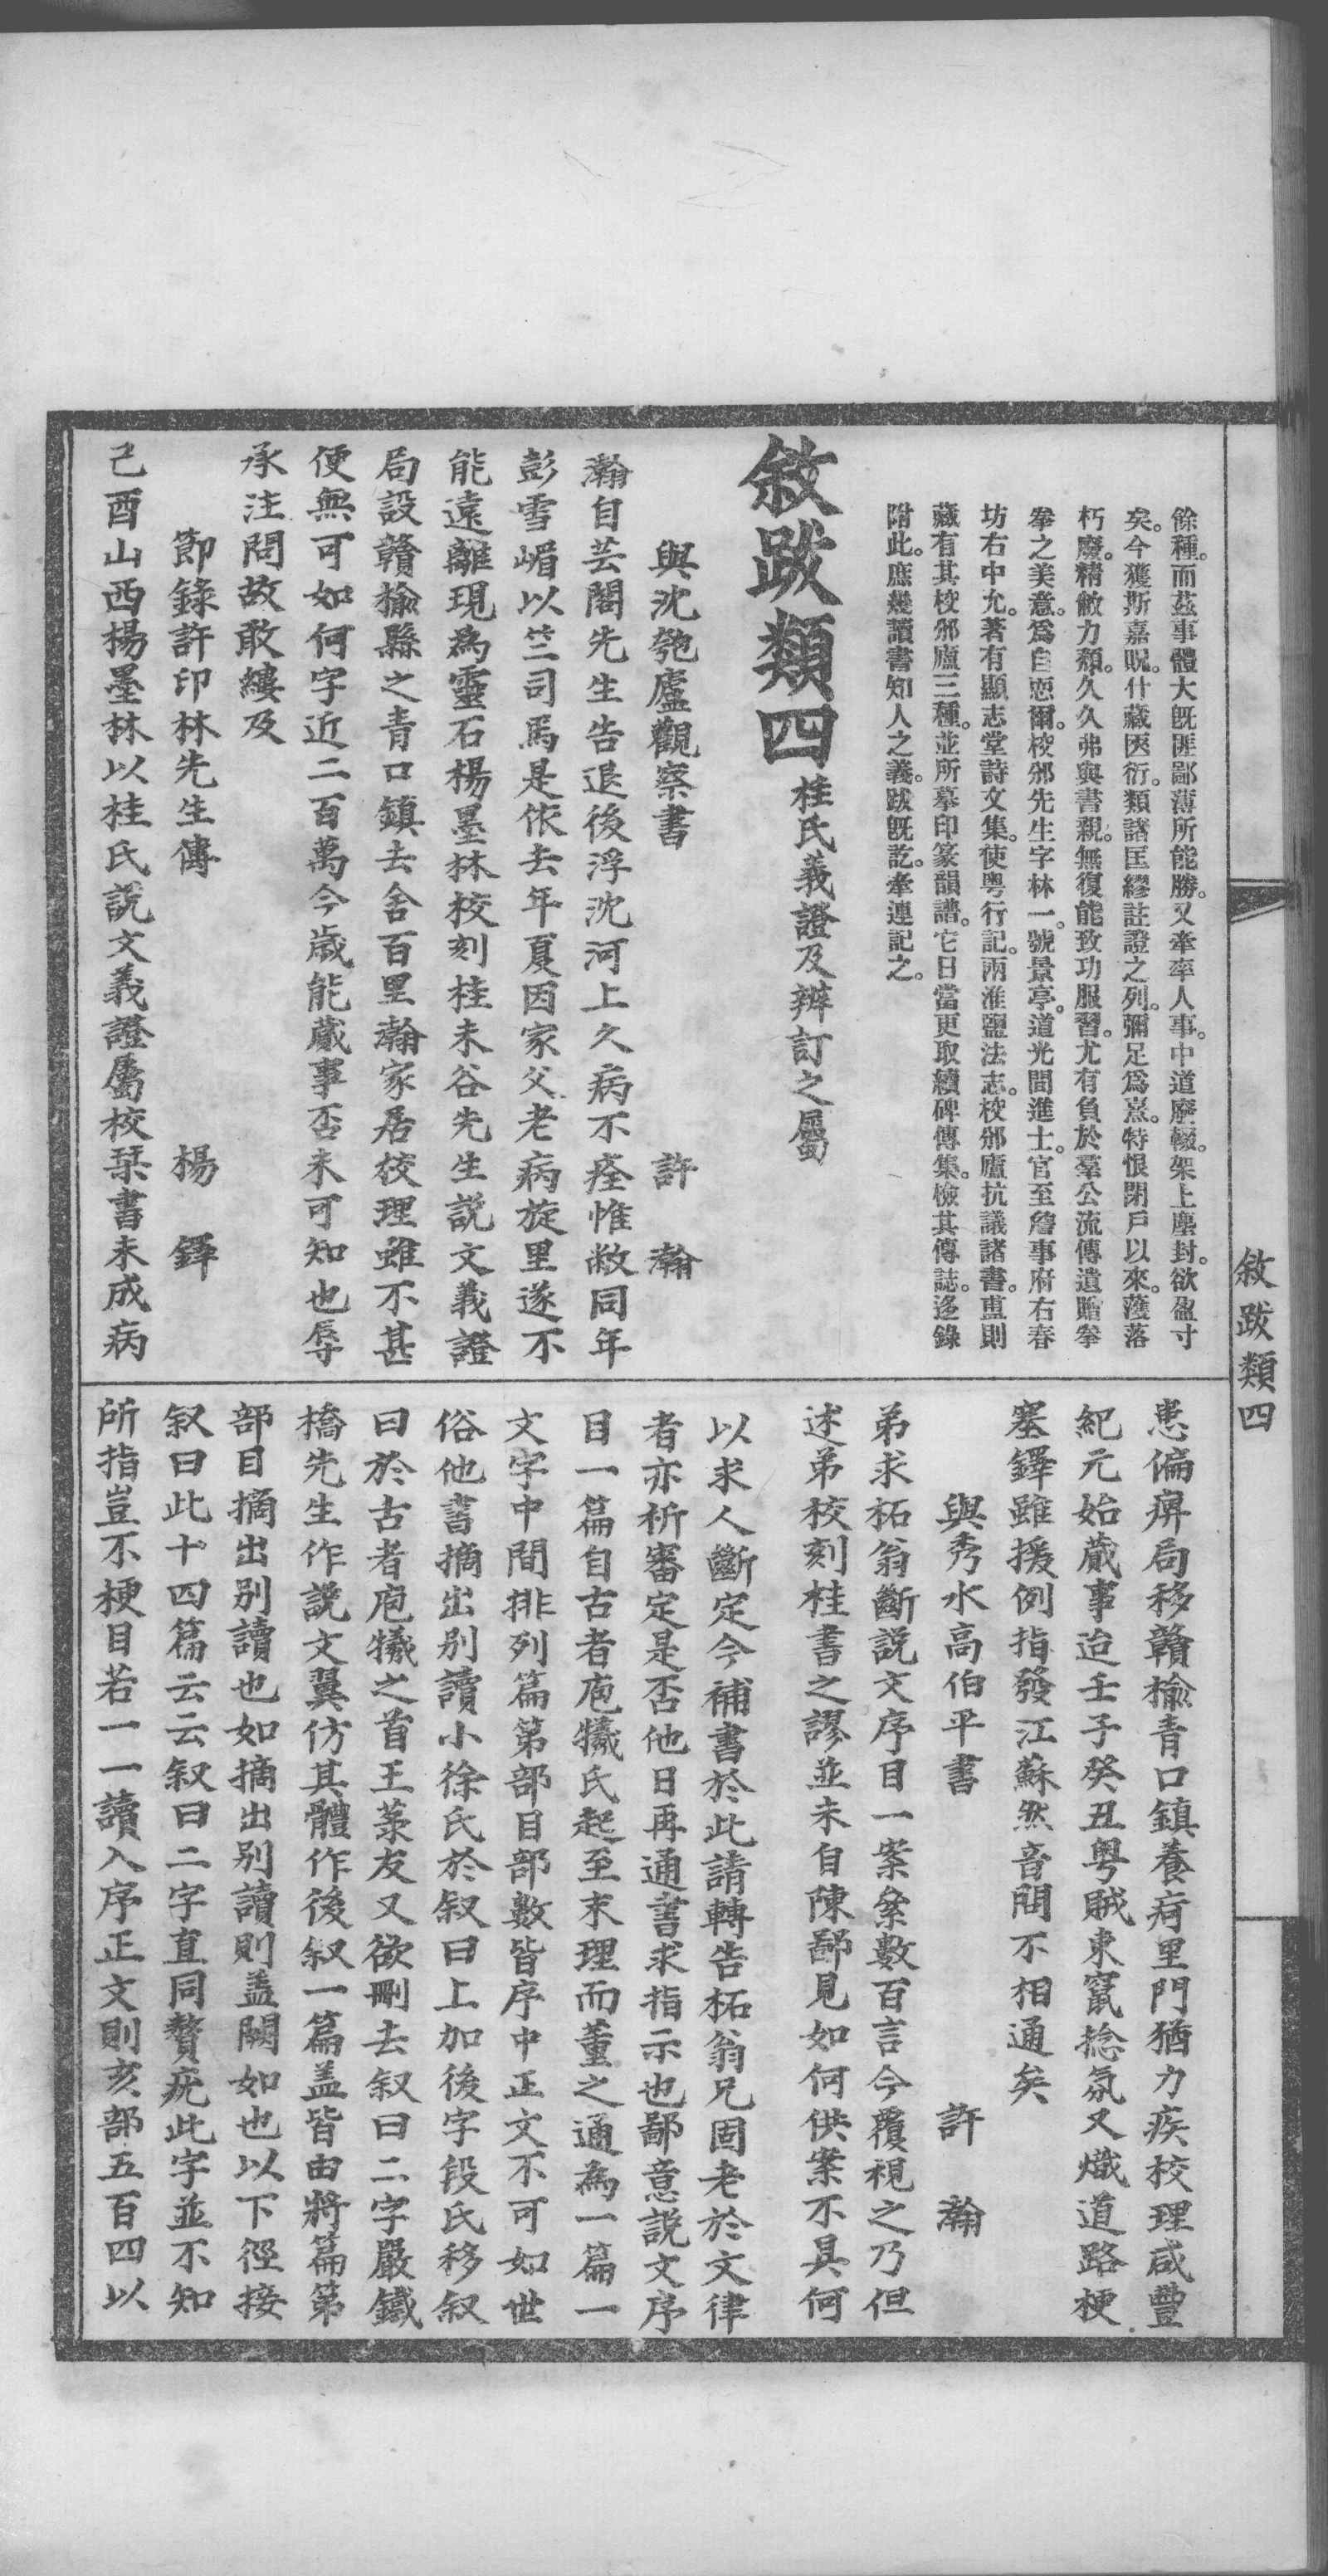 餘種。而茲事體大既匪鄙薄所能勝。又牽率人事。中道廢輟。架上塵封。欲盈寸
矣。今獲斯嘉貺。什藏医衍。類諸匡繆註證之列。彌足爲憙。特恨閉戶以來。濩落
朽廢。精敝力頽。久久弗與書親。無復能致功服習。尤有負於羣公流傳遺贈拳
拳之美意。爲自恧爾。校邠先生字林一。號景亭。道光間進士。官至詹事府右春
坊右中允。著有顯志堂詩文集。使粤行記。兩淮鹽法志。校邠廬抗議諸書。直則
藏有其校邠廬三種。並所摹印篆韻譜。它日當更取續碑傳集。檢其傳誌。迻錄
附此。庶幾讀書知人之義。跋既訖。牽連記之。
敘跋類四桂氏義證及辨訂之屬
與沈匏廬觀察書　許瀚
瀚自芸閣先生告退後浮沈河上久病不痊惟敝同年
彭雪嵋以竺司馬是依去年夏因家父老病旋里遂不
能遠離現為靈石楊墨林校刻桂未谷先生説文義證
局設贛榆縣之青口鎮去舍百里瀚家居校理雖不甚
便無可如何字近二百萬今歲能蕆事否未可知也辱
承注問故敢縷及
節錄許印林先生傳　楊鐸
己酉山西楊墨林以桂氏説文義證屬校栞書未成病
患偏痹局移贛榆青口鎮養疴里門猶力疾校理咸豐
紀元始蕆事迨壬子癸丑粤賊東竄捻氛又熾道路梗
塞鐸雖援例指發江蘇然音問不相通矣
與秀水高伯平書　許瀚
弟求柘翁斷説文序目一案絫數百言今覆視之乃但
述弟校刻桂書之謬並未自陳鄙見如何供案不具何
以求人斷定今補書於此請轉告柘翁兄固老於文律
者亦祈審定是否他日再通書求指示也鄙意説文序
目一篇自古者庖犧氏起至末理而董之通為一篇一
文字中間排列篇第部目部數皆序中正文不可如世
俗他書摘出别讀小徐氏於叙曰上加後字段氏移叙
曰於古者庖犧之首王菉友又欲刪去叙曰二字嚴鐵
橋先生作説文翼仿其體作後叙一篇盖皆由將篇第
部目摘出别讀也如摘出别讀則盖闕如也以下徑接
叙曰此十四篇云云叙曰二字直同贅疣此字並不知
所指豈不梗目若一一讀入序正文則亥部五百四以
敘跋類四